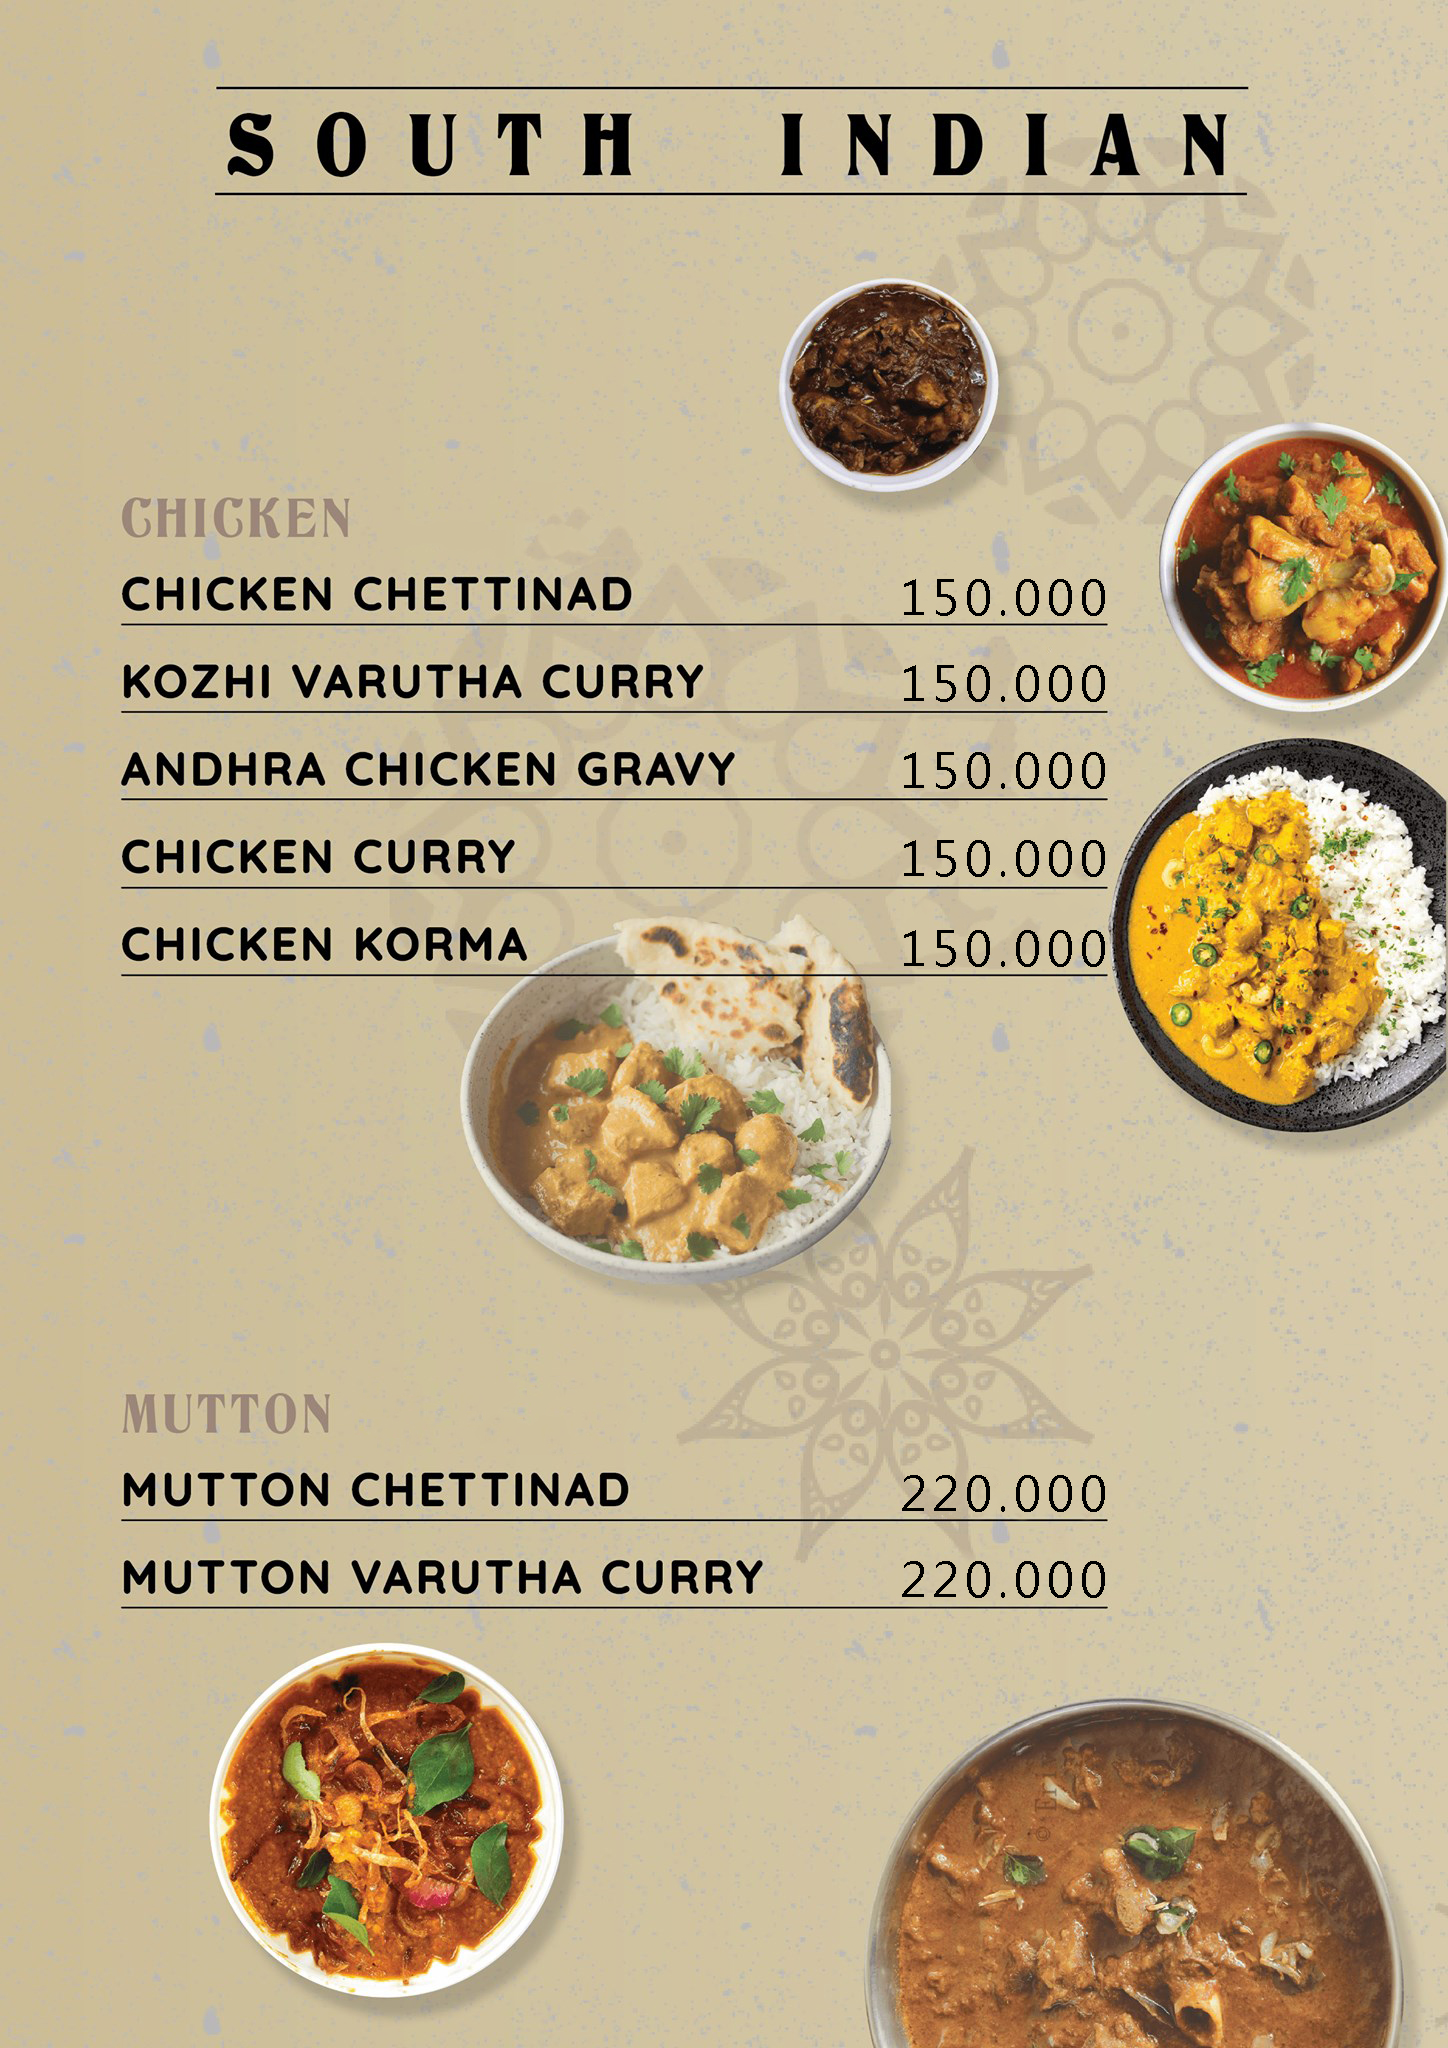 SOUTH INDIAN
CHICKEN
CHICKEN CHETTINAD 150.000
KOZHI VARUTHA CURRY 150.000
ANDHRA CHICKEN GRAVY 150.000
CHICKEN CURRY 150.000
CHICKEN KORMA 150.000
MUTTON
MUTTON CHETTINAD 220.000
MUTTON VARUTHA CURRY 220.000